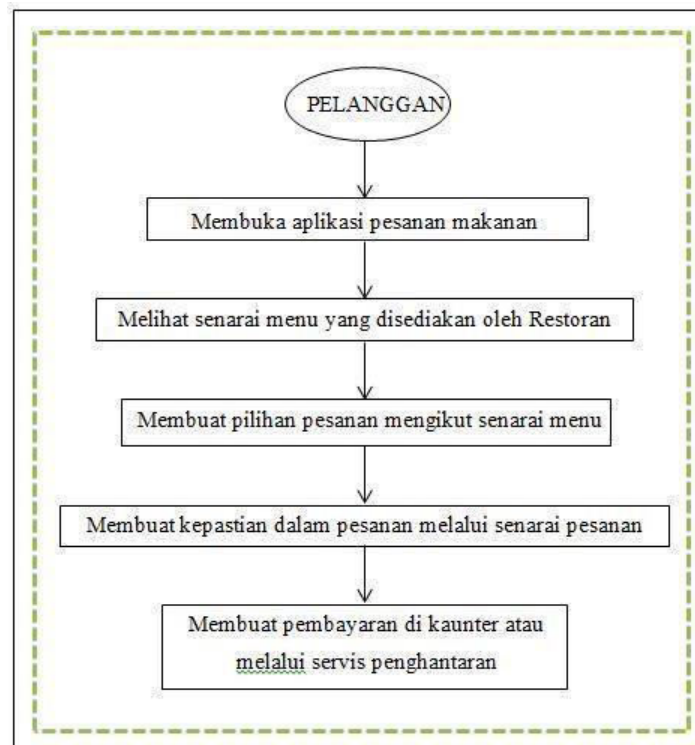 PELANGGAN
Membuka aplikasi pesanan makanan
Melihat senarai menu yang disediakan oleh Restoran
Membuat pilihan pesanan mengikut senarai menu
Membuat kepastian dalam pesanan melalui senarai pesanan
Membuat pembayaran di kaunter atau
melalui servis penghantaran